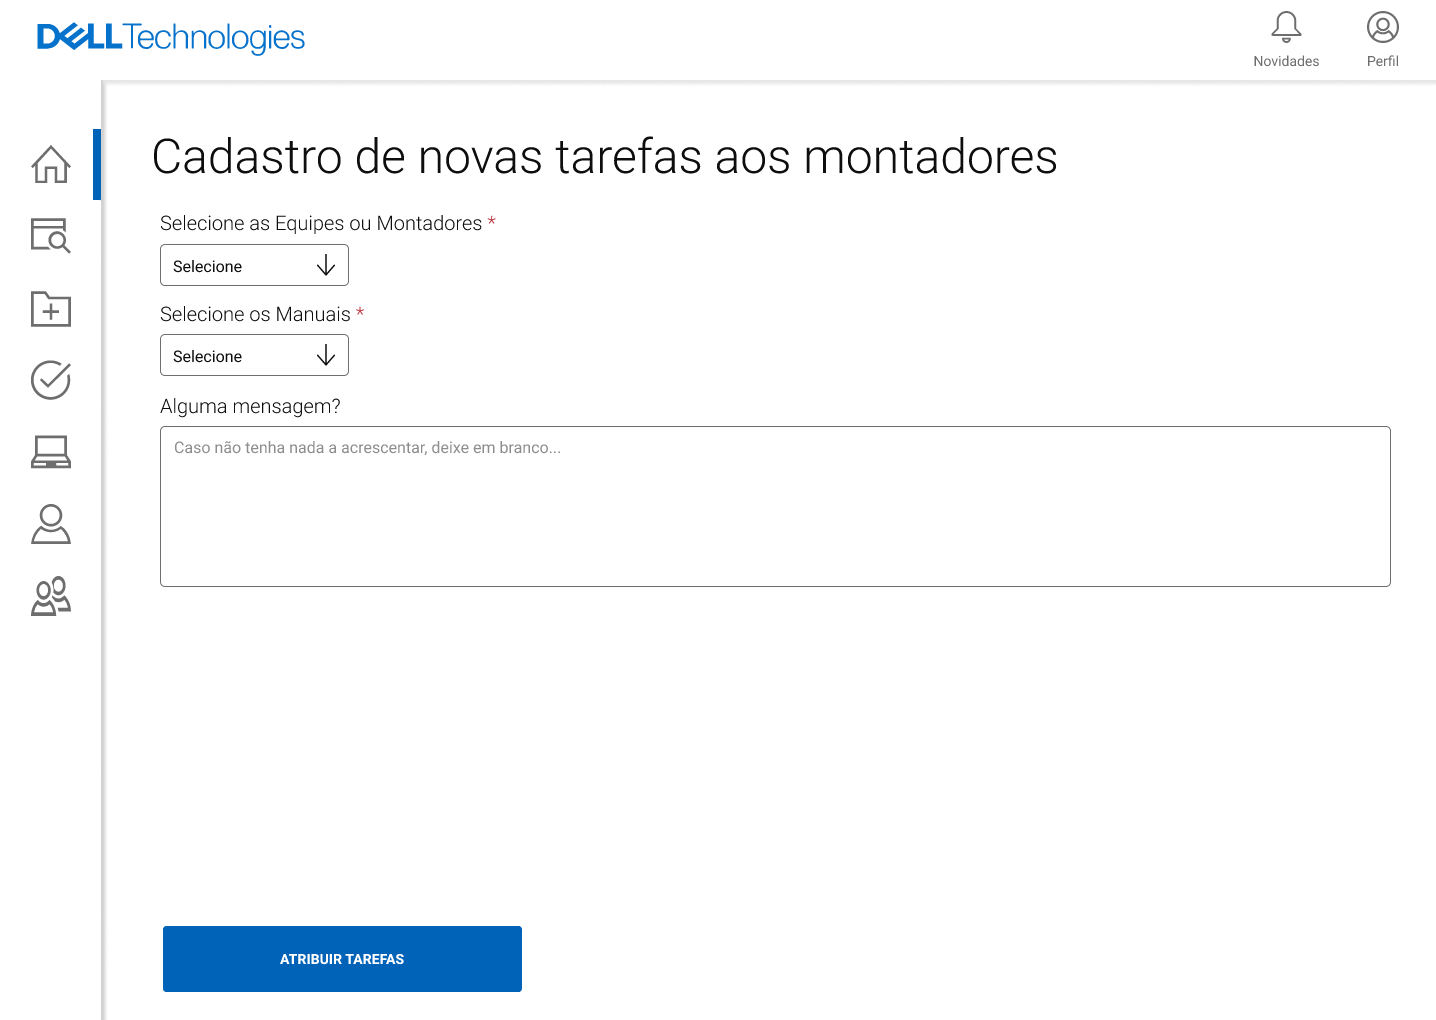 DELL Technologies
Novidades
Perfil
Cadastro de novas tarefas aos montadores
Selecione as Equipes ou Montadores *
Selecione
Selecione os Manuais *
Selecione
Alguma mensagem?
Caso não tenha nada a acrescentar, deixe em branco...
ATRIBUIR TAREFAS